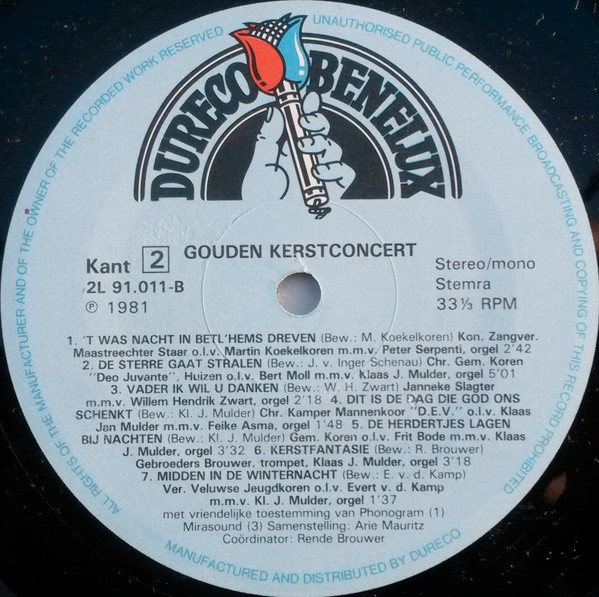 ALL RIGHTS OF THE MANUFACTURER AND OF THE OWNER OF THE RECORDED WORK RESERVED
UNAUTHORISED PUBLIC PERFORMANCE BROADCASTING AND COPYING OF THIS RECORD PROHIBITED
DURECO BENELUX
GOUDEN KERSTCONCERT
Kant 2
2L 91.011-B
℗ 1981
Stereo/mono
Stemra
33⅓ RPM
1. 'T WAS NACHT IN BETL'HEMS DREVEN (Bew.: M. Koekelkoren) Kon. Zangver.
Maastreechter Staar o.l.v. Martin Koekelkoren m.m.v. Peter Serpenti, orgel 2'42
2. DE STERRE GAAT STRALEN (Bew.: J. v. Inger Schenau) Chr. Gem. Koren
"Deo Juvante", Huizen o.l.v. Bert Moll m.m.v. Klaas J. Mulder, orgel 5'01
3. VADER IK WIL U DANKEN (Bew.: W. H. Zwart) Janneke Slagter
m.m.v. Willem Hendrik Zwart, orgel 2'18 4. DIT IS DE DAG DIE GOD ONS
SCHENKT (Bew.: Kl. J. Mulder) Chr. Kamper Mannenkoor "D.E.V." o.l.v. Klaas
Jan Mulder m.m.v. Feike Asma, orgel 1'48 5. DE HERDERTJES LAGEN
BIJ NACHTEN (Bew.: Kl. J. Mulder) Gem. Koren o.l.v. Frit Bode m.m.v. Klaas
J. Mulder, orgel 3'32 6. KERSTFANTASIE (Bew.: R. Brouwer)
Gebroeders Brouwer, trompet, Klaas J. Mulder, orgel 3'18
7. MIDDEN IN DE WINTERNACHT (Bew.: E. v. d. Kamp)
Ver. Veluwse Jeugdkoren o.l.v. Evert v. d. Kamp
m.m.v. Kl. J. Mulder, orgel 1'37
met vriendelijke toestemming van Phonogram (1)
Mirasound (3) Samenstelling: Arie Mauritz
Coördinator: Rende Brouwer
MANUFACTURED AND DISTRIBUTED BY DURECO